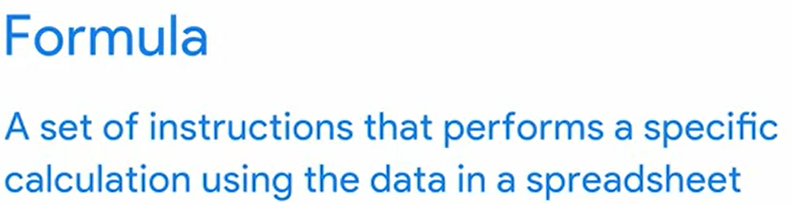 Formula
A set of instructions that performs a specific
calculation using the data in a spreadsheet